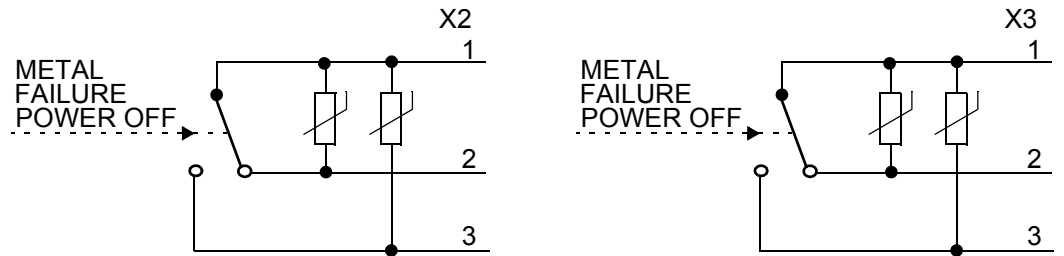 X2
1
METAL
FAILURE
POWER OFF
2
3
X3
1
METAL
FAILURE
POWER OFF
2
3